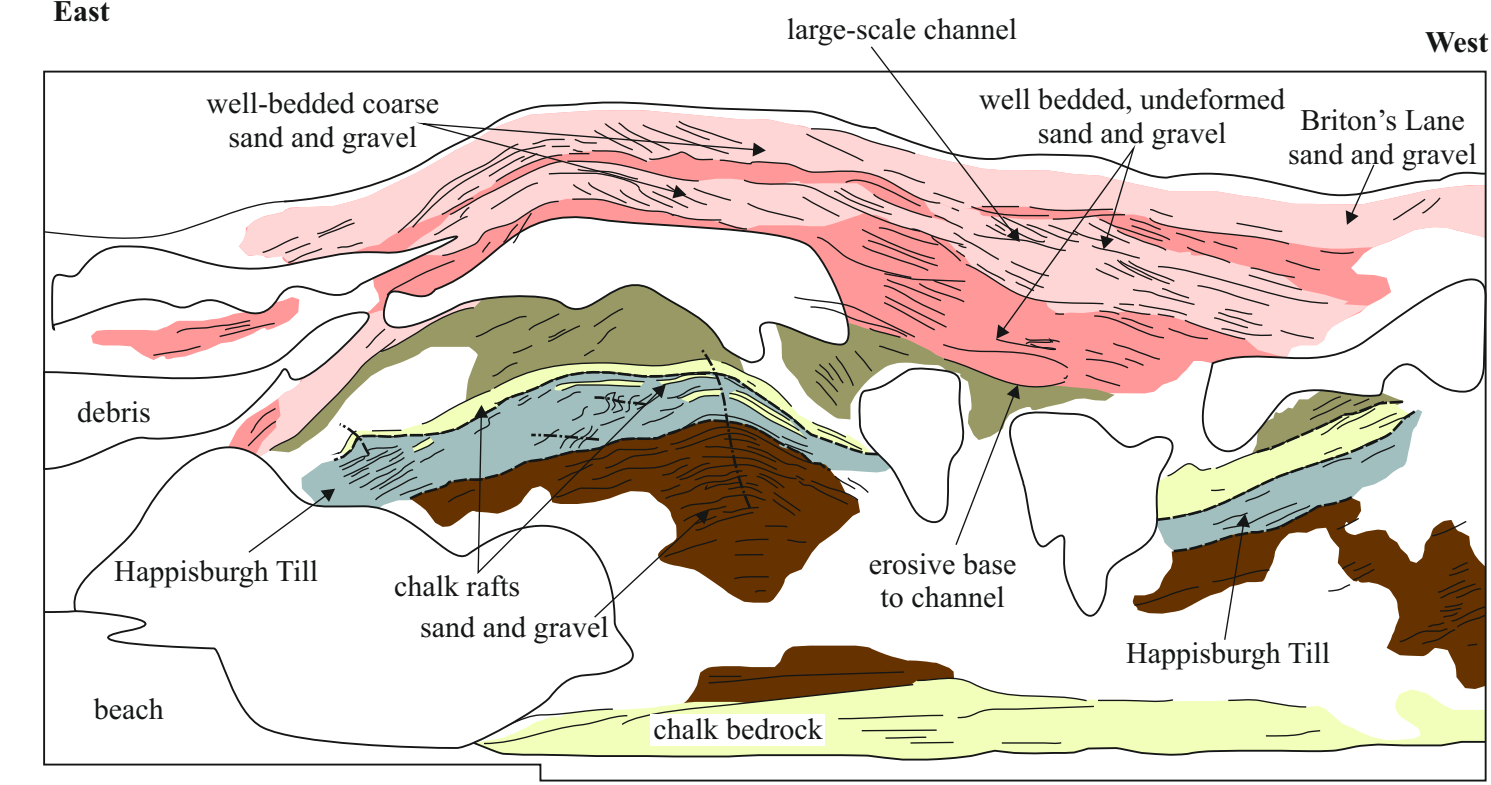 East
West
large-scale channel
well-bedded coarse
sand and gravel
well bedded, undeformed
sand and gravel
Briton’s Lane
sand and gravel
debris
Happisburgh Till
chalk rafts
sand and gravel
erosive base
to channel
Happisburgh Till
beach
chalk bedrock